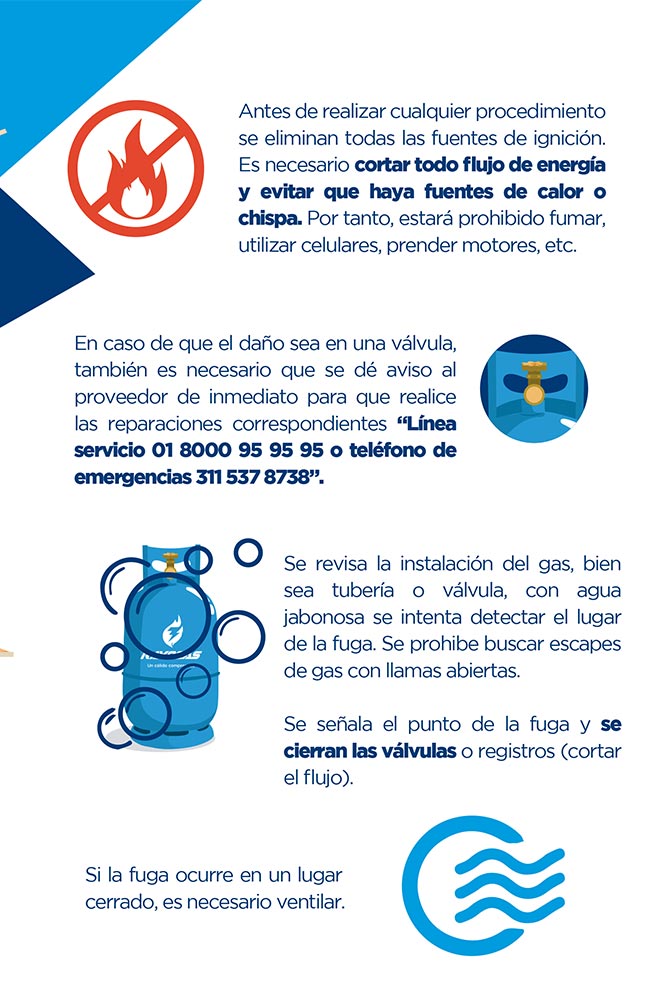 Antes de realizar cualquier procedimiento
se eliminan todas las fuentes de ignición.
Es necesario cortar todo flujo de energía
y evitar que haya fuentes de calor o
chispa. Por tanto, estará prohibido fumar,
utilizar celulares, prender motores, etc.
En caso de que el daño sea en una válvula,
también es necesario que se dé aviso al
proveedor de inmediato para que realice
las reparaciones correspondientes “Línea
servicio 01 8000 95 95 95 o teléfono de
emergencias 311 537 8738”.
Un cálido
Se revisa la instalación del gas, bien
sea tubería o válvula, con agua
jabonosa se intenta detectar el lugar
de la fuga. Se prohibe buscar escapes
de gas con llamas abiertas.
Se señala el punto de la fuga y se
cierran las válvulas o registros (cortar
el flujo).
Si la fuga ocurre en un lugar
cerrado, es necesario ventilar.